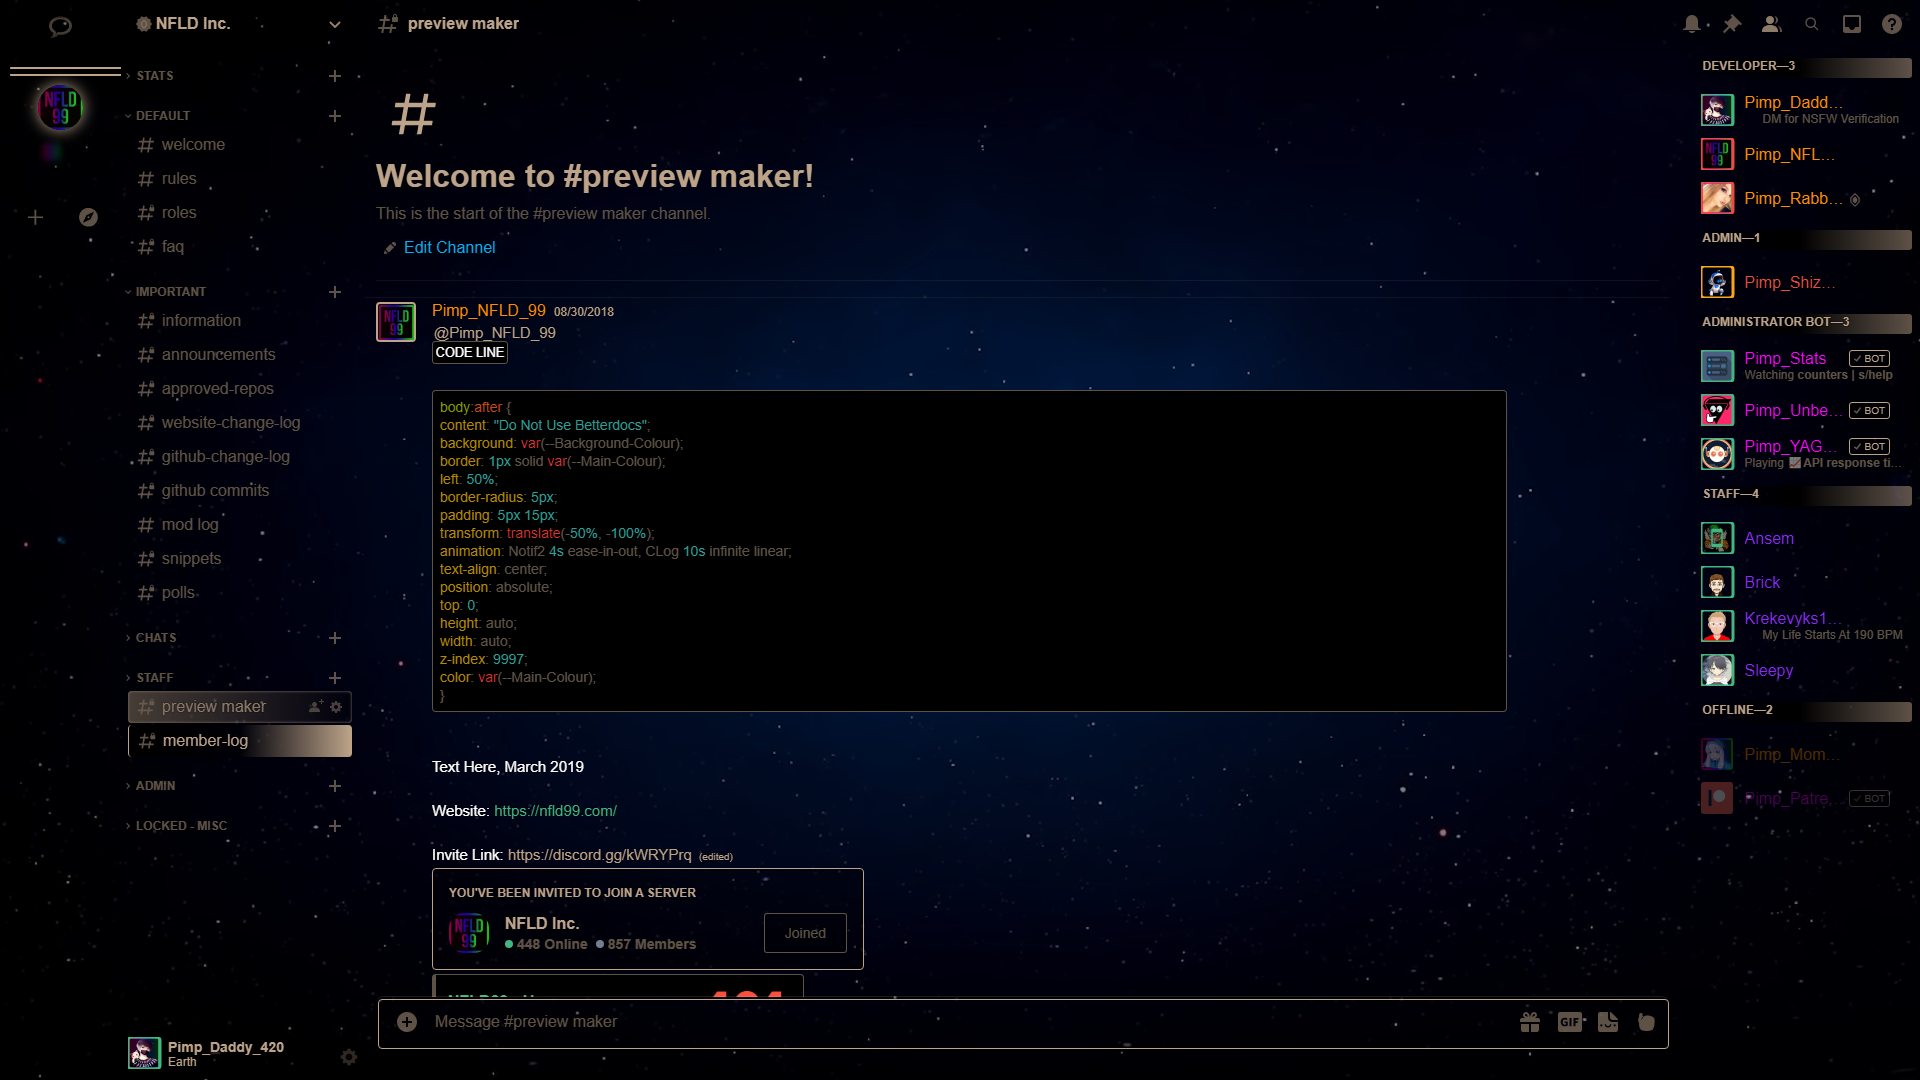 NFLD Inc.
STATS
NFLD
99
DEFAULT
welcome
rules
roles
faq
IMPORTANT
information
announcements
approved-repos
website-change-log
github-change-log
github commits
mod log
snippets
polls
CHATS
STAFF
preview maker
member-log
ADMIN
LOCKED - MISC
Pimp_Daddy_420
Earth
preview maker
Welcome to #preview maker!
This is the start of the #preview maker channel.
Edit Channel
NFLD
99
Pimp_NFLD_99 08/30/2018
@Pimp_NFLD_99
CODE LINE
body:after {
content: "Do Not Use Betterdocs";
background: var(--Background-Colour);
border: 1px solid var(--Main-Colour);
left: 50%;
border-radius: 5px;
padding: 5px 15px;
transform: translate(-50%, -100%);
animation: Notif2 4s ease-in-out, CLog 10s infinite linear;
text-align: center;
position: absolute;
top: 0;
height: auto;
width: auto;
z-index: 9997;
color: var(--Main-Colour);
}
Text Here, March 2019
Website: https://nfld99.com/
Invite Link: https://discord.gg/kWRYPrq (edited)
YOU'VE BEEN INVITED TO JOIN A SERVER
NFLD
99
NFLD Inc.
448 Online 857 Members
Joined
Message #preview maker
GIF
DEVELOPER—3
Pimp_Dadd...
DM for NSFW Verification
NFLD
99
Pimp_NFL...
Pimp_Rabb...
ADMIN—1
Pimp_Shiz...
ADMINISTRATOR BOT—3
Pimp_Stats ✓ BOT
Watching counters | s/help
Pimp_Unbe... ✓ BOT
Pimp_YAG... ✓ BOT
Playing API response ti...
STAFF—4
Ansem
Brick
Krekevyks1...
My Life Starts At 190 BPM
Sleepy
OFFLINE—2
Pimp_Mom...
Pimp_Patre... ✓ BOT